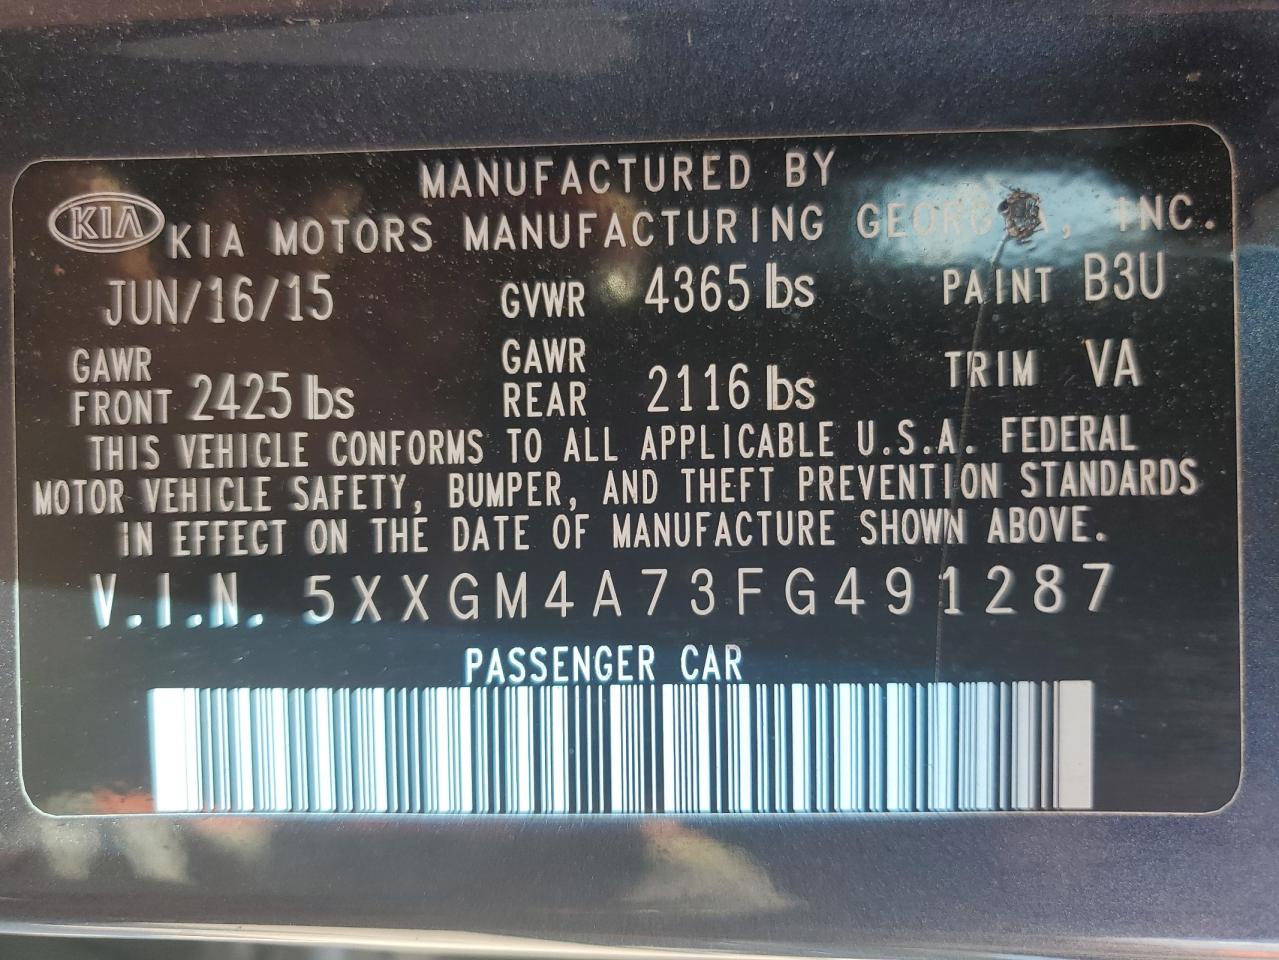 MANUFACTURED BY
KIA KIA MOTORS MANUFACTURING GEORGIA, INC.
JUN/16/15 GVWR 4365 lbs PAINT B3U
GAWR FRONT 2425 lbs GAWR REAR 2116 lbs TRIM VA
THIS VEHICLE CONFORMS TO ALL APPLICABLE U.S.A. FEDERAL
MOTOR VEHICLE SAFETY, BUMPER, AND THEFT PREVENTION STANDARDS
IN EFFECT ON THE DATE OF MANUFACTURE SHOWN ABOVE.
V.I.N. 5XXGM4A73FG491287
PASSENGER CAR